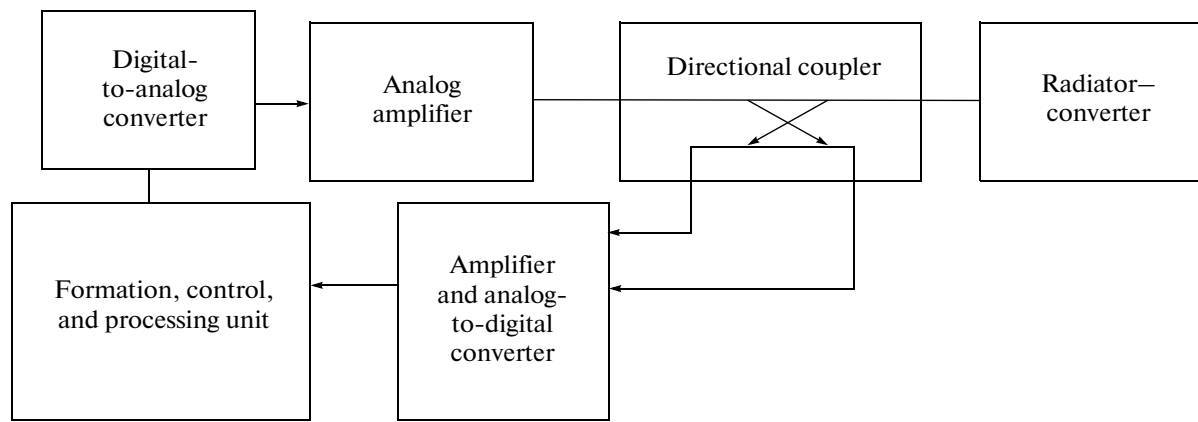 Digital-
to-analog
converter
Analog
amplifier
Directional coupler
Radiator–
converter
Formation, control,
and processing unit
Amplifier
and analog-
to-digital
converter